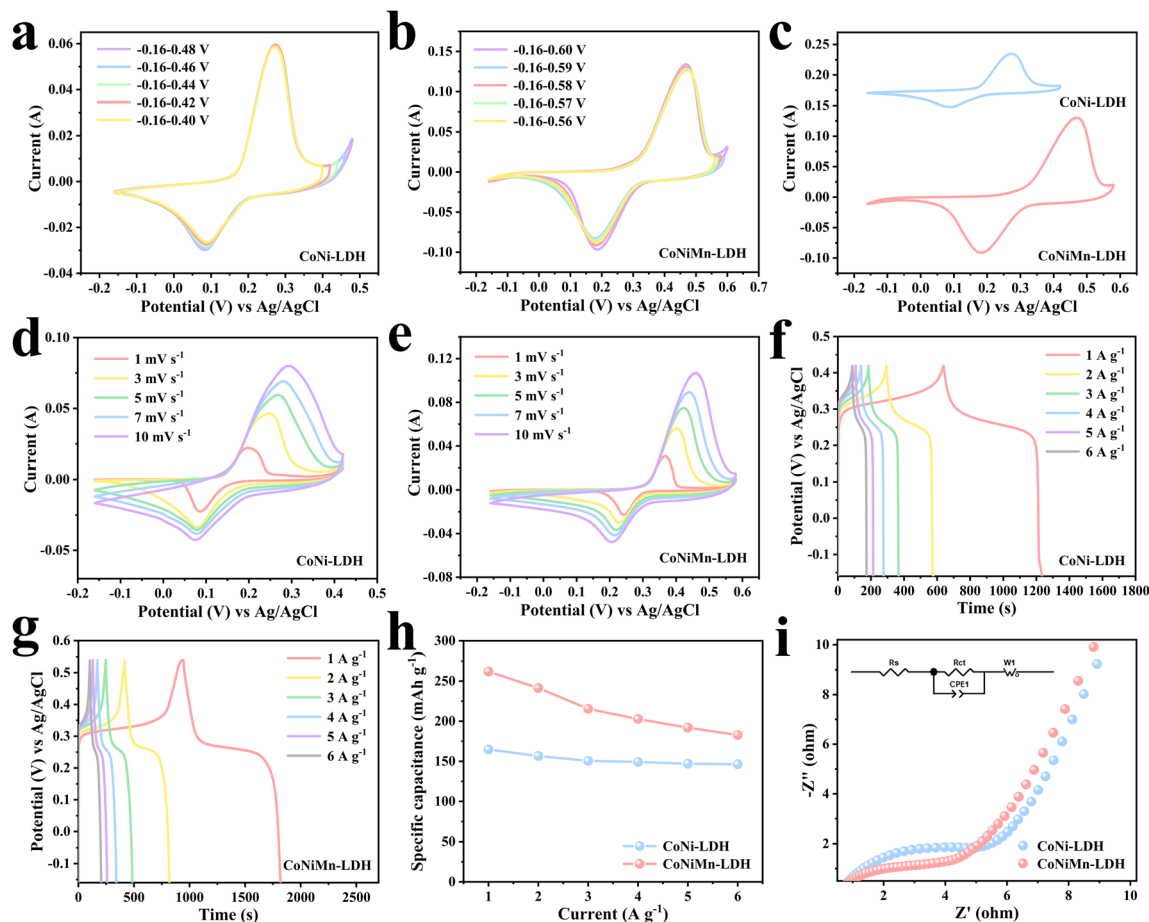 a
0.06
0.04
0.02
0.00
-0.02
-0.04
Current (A)
-0.16-0.48 V
-0.16-0.46 V
-0.16-0.44 V
-0.16-0.42 V
-0.16-0.40 V
CoNi-LDH
-0.2 -0.1 0.0 0.1 0.2 0.3 0.4 0.5
Potential (V) vs Ag/AgCl
b
0.15
0.10
0.05
0.00
-0.05
-0.10
Current (A)
-0.16-0.60 V
-0.16-0.59 V
-0.16-0.58 V
-0.16-0.57 V
-0.16-0.56 V
CoNiMn-LDH
-0.2 -0.1 0.0 0.1 0.2 0.3 0.4 0.5 0.6 0.7
Potential (V) vs Ag/AgCl
c
0.25
0.20
0.15
0.10
0.05
0.00
-0.05
-0.10
Current (A)
CoNi-LDH
CoNiMn-LDH
-0.2 -0.1 0.0 0.1 0.2 0.3 0.4 0.5 0.6
Potential (V) vs Ag/AgCl
d
0.10
0.05
0.00
-0.05
Current (A)
1 mV s⁻¹
3 mV s⁻¹
5 mV s⁻¹
7 mV s⁻¹
10 mV s⁻¹
CoNi-LDH
-0.2 -0.1 0.0 0.1 0.2 0.3 0.4 0.5
Potential (V) vs Ag/AgCl
e
0.12
0.08
0.04
0.00
-0.04
-0.08
Current (A)
1 mV s⁻¹
3 mV s⁻¹
5 mV s⁻¹
7 mV s⁻¹
10 mV s⁻¹
CoNiMn-LDH
-0.2 -0.1 0.0 0.1 0.2 0.3 0.4 0.5 0.6
Potential (V) vs Ag/AgCl
f
0.5
0.4
0.3
0.2
0.1
0.0
-0.1
Potential (V) vs Ag/AgCl
1 A g⁻¹
2 A g⁻¹
3 A g⁻¹
4 A g⁻¹
5 A g⁻¹
6 A g⁻¹
CoNi-LDH
0 200 400 600 800 1000 1200 1400 1600 1800
Time (s)
g
0.6
0.5
0.4
0.3
0.2
0.1
0.0
-0.1
Potential (V) vs Ag/AgCl
1 A g⁻¹
2 A g⁻¹
3 A g⁻¹
4 A g⁻¹
5 A g⁻¹
6 A g⁻¹
CoNiMn-LDH
0 500 1000 1500 2000 2500
Time (s)
h
300
250
200
150
100
50
0
Specific capacitance (mAh g⁻¹)
CoNi-LDH
CoNiMn-LDH
1 2 3 4 5 6
Current (A g⁻¹)
i
10
8
6
4
2
-Z'' (ohm)
Rs Rct W1
CPE1
CoNi-LDH
CoNiMn-LDH
2 4 6 8 10
Z' (ohm)